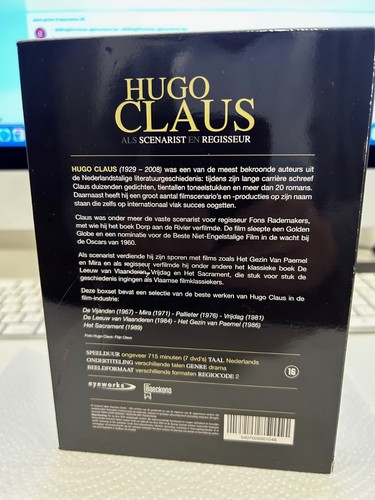 HUGO
CLAUS
ALS SCENARIST EN REGISSEUR
HUGO CLAUS (1929 – 2008) was een van de meest bekroonde auteurs uit
de Nederlandstalige literatuurgeschiedenis: tijdens zijn lange carrière schreef
Claus duizenden gedichten, tientallen toneelstukken en meer dan 20 romans.
Daarnaast heeft hij een groot aantal filmscenario's en -producties op zijn naam
staan die zelfs op internationaal vlak succes oogsten.
Claus was onder meer de vaste scenarist voor regisseur Fons Rademakers,
met wie hij het boek Dorp aan de Rivier verfilmde. De film sleepte een Golden
Globe en een nominatie voor de Beste Niet-Engelstalige Film in de wacht bij
de Oscars van 1960.
Als scenarist verdiende hij zijn sporen met films zoals Het Gezin Van Paemel
en Mira en als regisseur verfilmde hij onder andere het klassieke boek De
Leeuw van Vlaanderen, Vrijdag en Het Sacrament, die stuk voor stuk de
geschiedenis ingingen als Vlaamse filmklassiekers.
Deze boxset bevat een selectie van de beste werken van Hugo Claus in de
film-industrie:
De Vijanden (1967) - Mira (1971) - Pallieter (1976) - Vrijdag (1981)
De Leeuw van Vlaanderen (1984) - Het Gezin van Paemel (1986)
Het Sacrament (1989)
Foto Hugo Claus: Filip Claus
SPEELDUUR ongeveer 715 minuten (7 dvd's) TAAL Nederlands
ONDERTITELING verschillende talen GENRE drama
BEELDFORMAAT verschillende formaten REGIOCODE 2
16
eyeworks
Baeckens